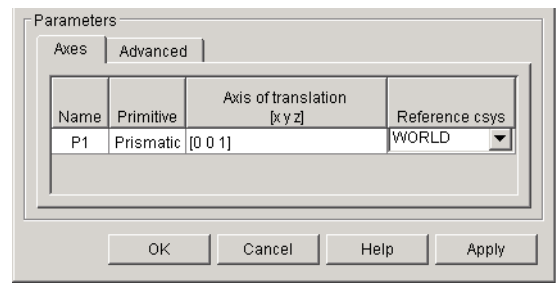 Parameters
Axes Advanced
Axis of translation
Name Primitive [x y z] Reference csys
P1 Prismatic [0 0 1] WORLD
OK Cancel Help Apply